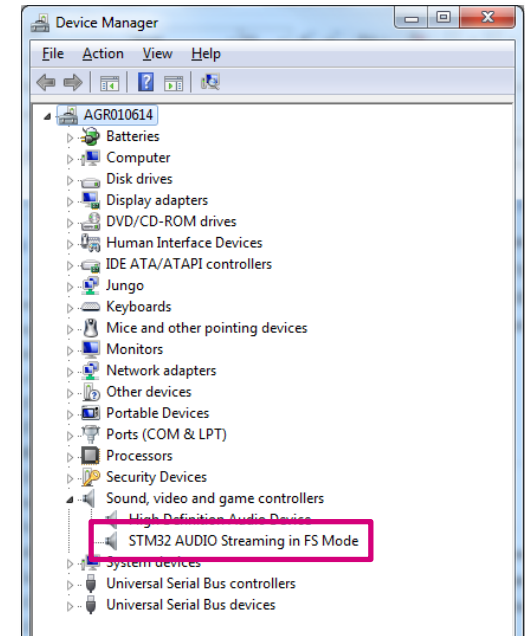 Device Manager
File Action View Help
AGR010614
Batteries
Computer
Disk drives
Display adapters
DVD/CD-ROM drives
Human Interface Devices
IDE ATA/ATAPI controllers
Jungo
Keyboards
Mice and other pointing devices
Monitors
Network adapters
Other devices
Portable Devices
Ports (COM & LPT)
Processors
Security Devices
Sound, video and game controllers
High Definition Audio Device
STM32 AUDIO Streaming in FS Mode
System devices
Universal Serial Bus controllers
Universal Serial Bus devices